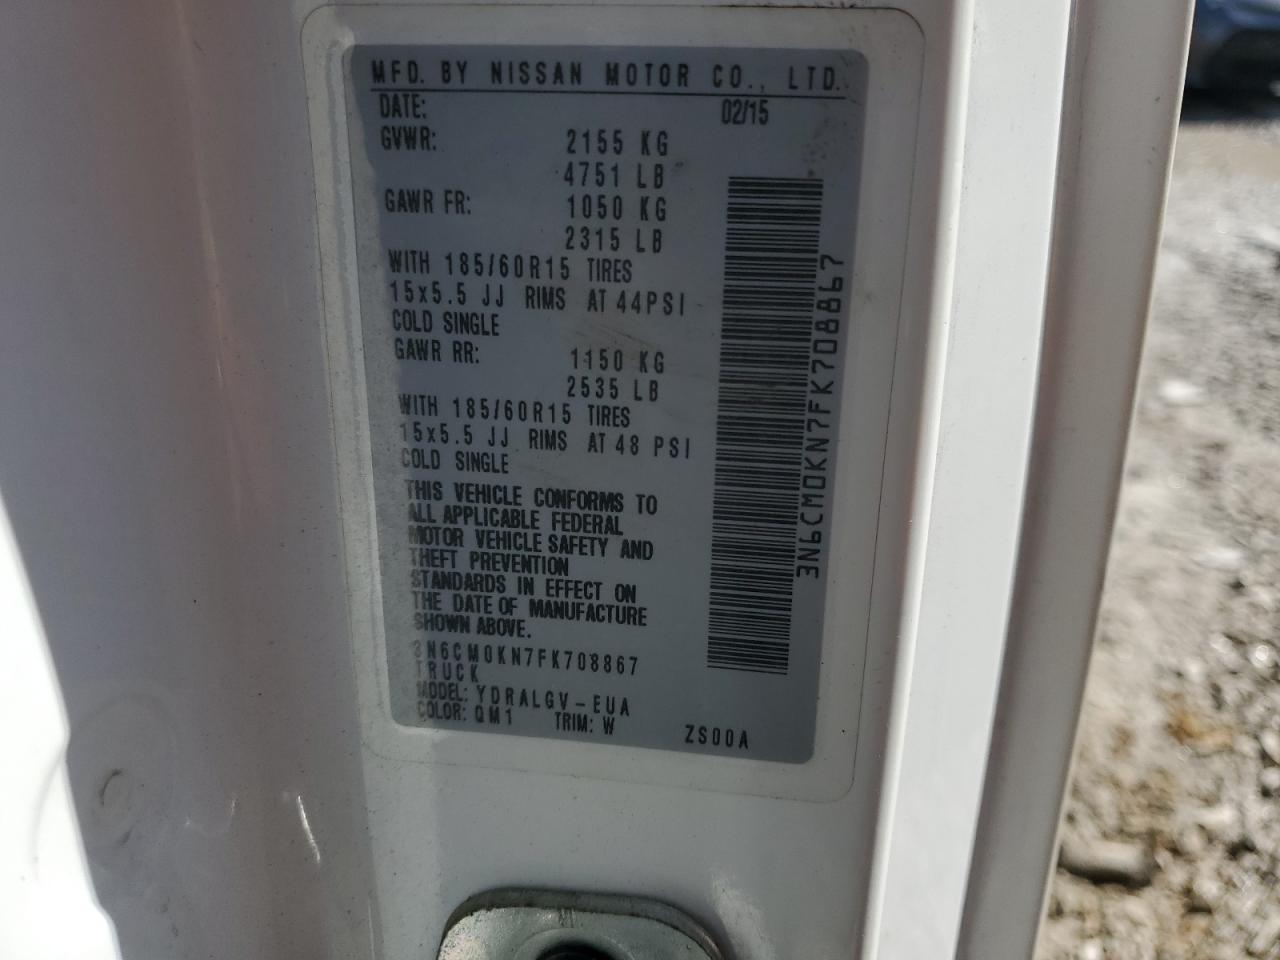 MFD. BY NISSAN MOTOR CO., LTD.
DATE: 02/15
GVWR: 2155 KG
4751 LB
GAWR FR: 1050 KG
2315 LB
WITH 185/60R15 TIRES
15x5.5 JJ RIMS AT 44PSI
COLD SINGLE
GAWR RR: 1150 KG
2535 LB
WITH 185/60R15 TIRES
15x5.5 JJ RIMS AT 48 PSI
COLD SINGLE
THIS VEHICLE CONFORMS TO
ALL APPLICABLE FEDERAL
MOTOR VEHICLE SAFETY AND
THEFT PREVENTION
STANDARDS IN EFFECT ON
THE DATE OF MANUFACTURE
SHOWN ABOVE.
3N6CM0KN7FK708867
TRUCK
MODEL: YDRALGV-EUA
COLOR: QM1 TRIM: W ZS00A
3N6CM0KN7FK708867